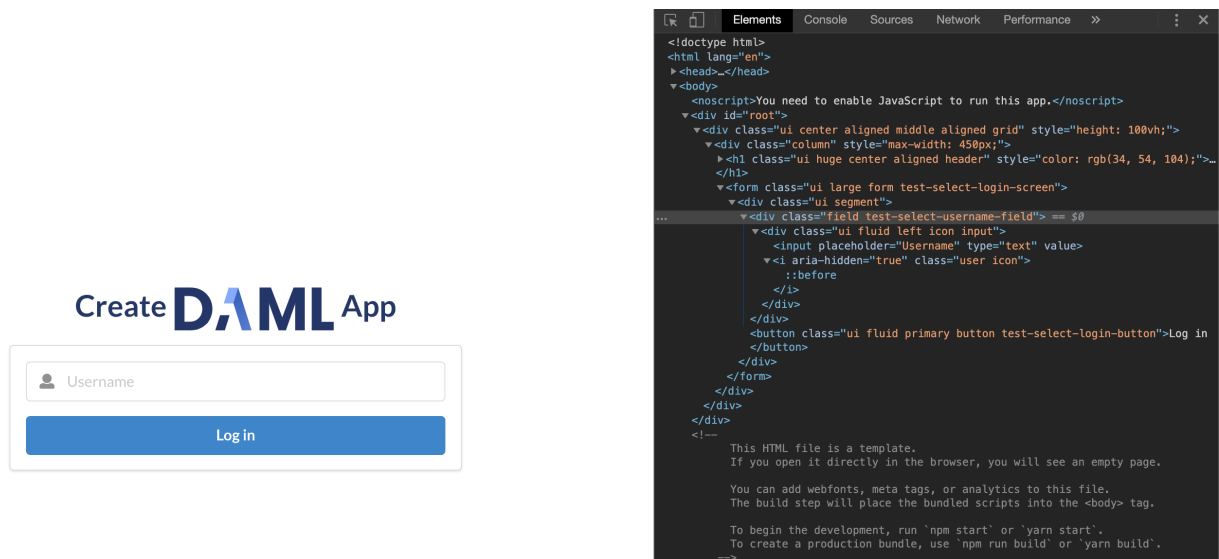 Create DAML App
Username
Log in
Elements Console Sources Network Performance »
<!doctype html>
<html lang="en">
▶<head>…</head>
▼<body>
<noscript>You need to enable JavaScript to run this app.</noscript>
▼<div id="root">
▼<div class="ui center aligned middle aligned grid" style="height: 100vh;">
▼<div class="column" style="max-width: 450px;">
▶<h1 class="ui huge center aligned header" style="color: rgb(34, 54, 104);">…
</h1>
▼<form class="ui large form test-select-login-screen">
▼<div class="ui segment">
… ▼<div class="field test-select-username-field"> == $0
▼<div class="ui fluid left icon input">
<input placeholder="Username" type="text" value>
▼<i aria-hidden="true" class="user icon">
::before
</i>
</div>
</div>
<button class="ui fluid primary button test-select-login-button">Log in
</button>
</div>
</form>
</div>
</div>
</div>
<!--
This HTML file is a template.
If you open it directly in the browser, you will see an empty page.
You can add webfonts, meta tags, or analytics to this file.
The build step will place the bundled scripts into the <body> tag.
To begin the development, run `npm start` or `yarn start`.
To create a production bundle, use `npm run build` or `yarn build`.
-->